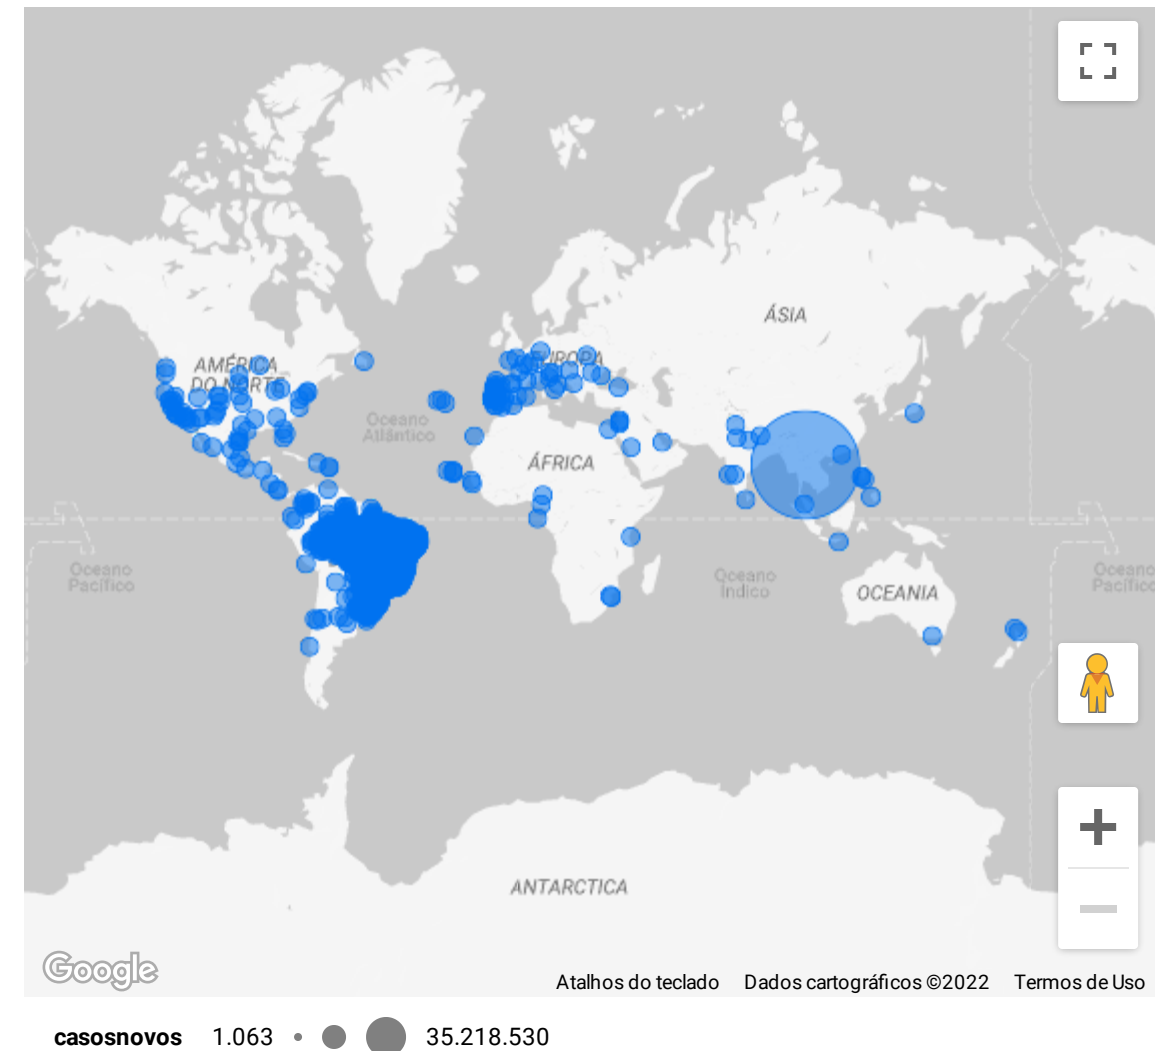 ÁSIA
AMÉRICA
DO NORTE
EUROPA
Oceano
Atlântico
ÁFRICA
Oceano
Pacífico
Oceano
Índico
OCEANIA
Oceano
Pacífico
ANTARCTICA
Google
Atalhos do teclado Dados cartográficos ©2022 Termos de Uso
casosnovos 1.063 35.218.530